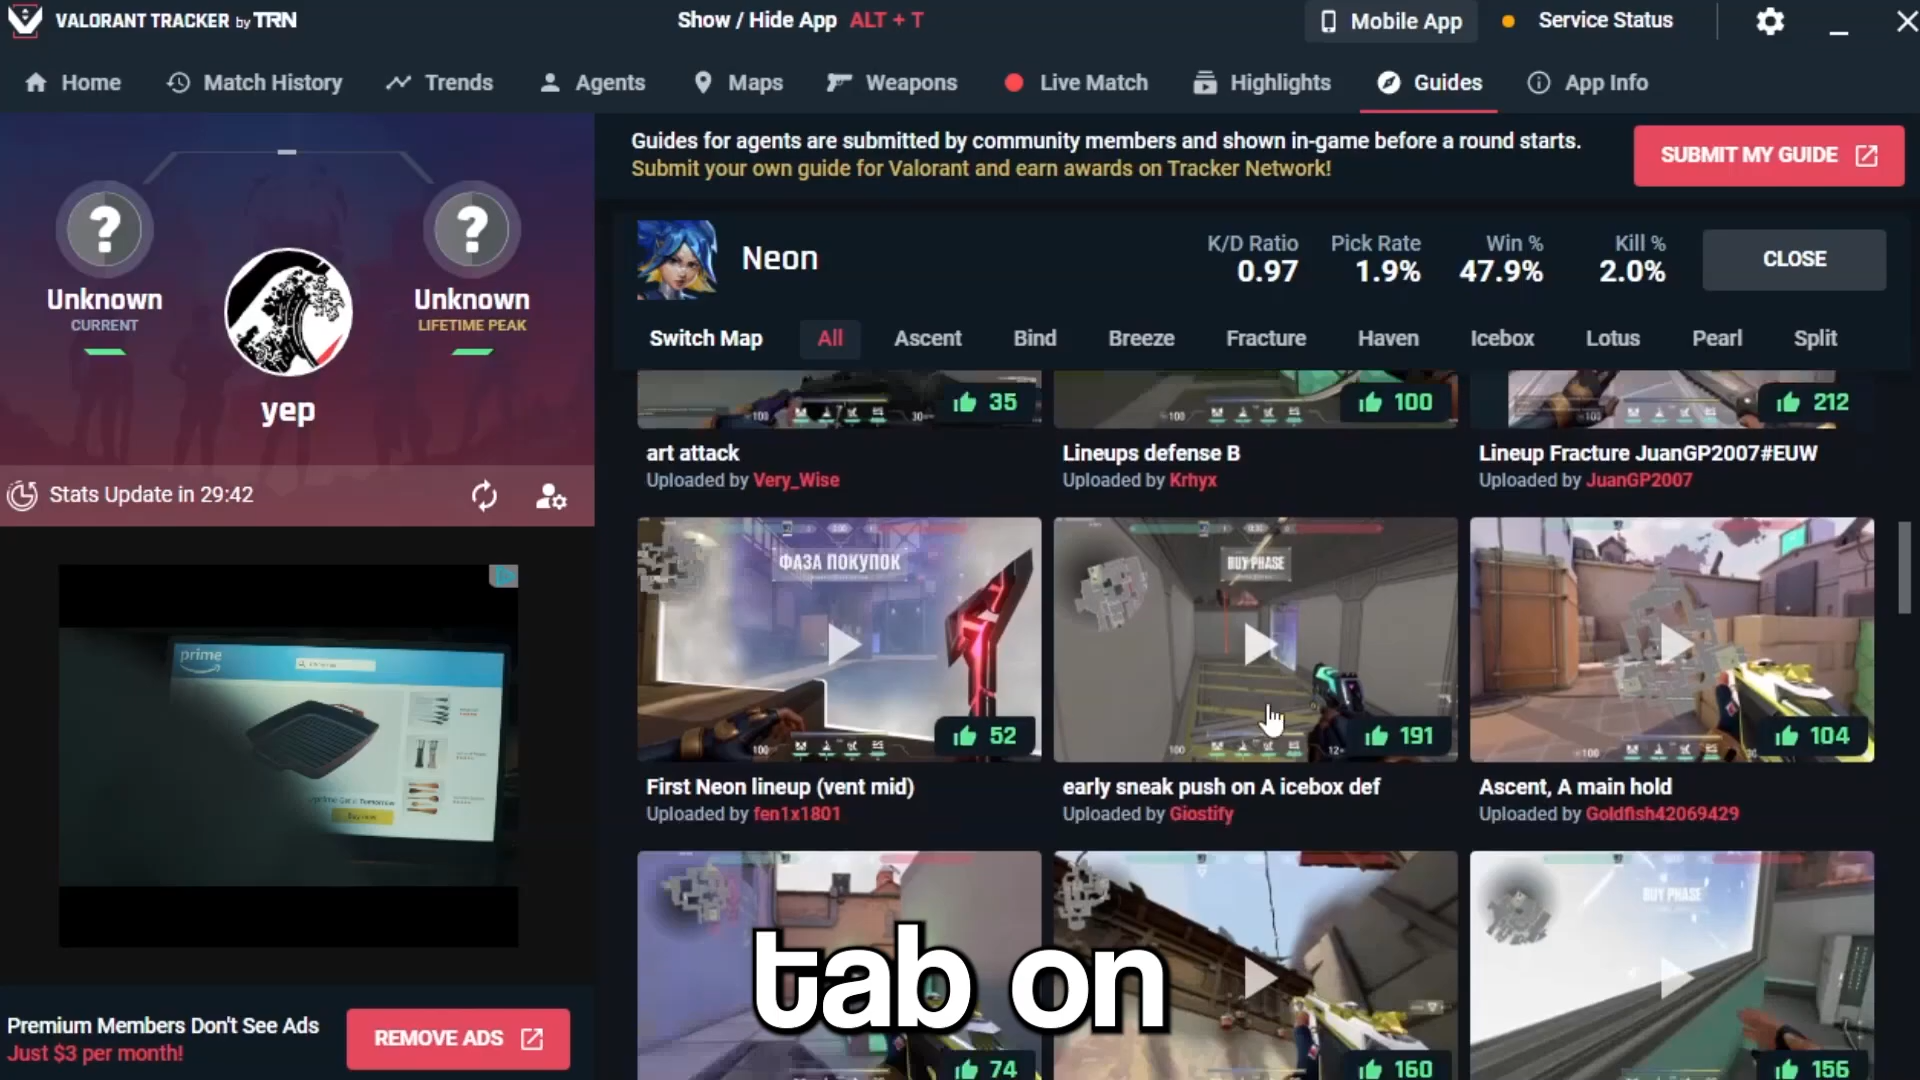 VALORANT TRACKER by TRN
Show / Hide App ALT + T
Mobile App
Service Status
Home
Match History
Trends
Agents
Maps
Weapons
Live Match
Highlights
Guides
App Info
Guides for agents are submitted by community members and shown in-game before a round starts.
Submit your own guide for Valorant and earn awards on Tracker Network!
SUBMIT MY GUIDE
Unknown
CURRENT
Unknown
LIFETIME PEAK
yep
Stats Update in 29:42
Neon
K/D Ratio
0.97
Pick Rate
1.9%
Win %
47.9%
Kill %
2.0%
CLOSE
Switch Map
All
Ascent
Bind
Breeze
Fracture
Haven
Icebox
Lotus
Pearl
Split
35
100
212
art attack
Uploaded by Very_Wise
Lineups defense B
Uploaded by Krhyx
Lineup Fracture JuanGP2007#EUW
Uploaded by JuanGP2007
ФАЗА ПОКУПОК
100
52
BUY PHASE
100
191
104
First Neon lineup (vent mid)
Uploaded by fen1x1801
early sneak push on A icebox def
Uploaded by Giostify
Ascent, A main hold
Uploaded by Goldfish42069429
prime
BUY PHASE
74
160
156
tab on
Premium Members Don't See Ads
Just $3 per month!
REMOVE ADS